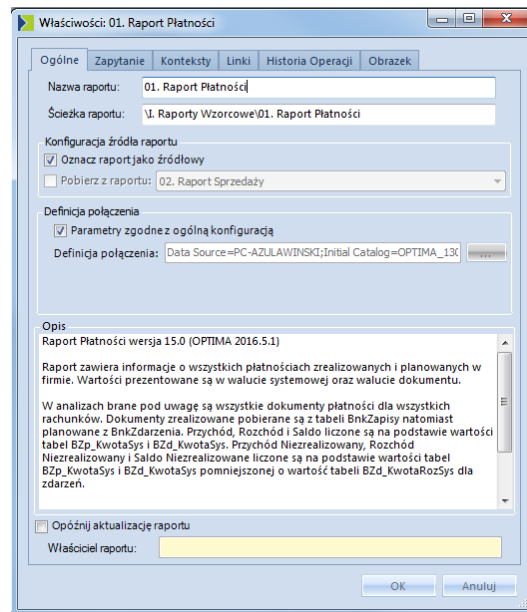 Właściwości: 01. Raport Płatności
Ogólne Zapytanie Konteksty Linki Historia Operacji Obrazek
Nazwa raportu: 01. Raport Płatności
Ścieżka raportu: \I. Raporty Wzorcowe\01. Raport Płatności
Konfiguracja źródła raportu
Oznacz raport jako źródłowy
Pobierz z raportu: 02. Raport Sprzedaży
Definicja połączenia
Parametry zgodne z ogólną konfiguracją
Definicja połączenia: Data Source=PC-AZULAWINSKI;Initial Catalog=OPTIMA_130 ...
Opis
Raport Płatności wersja 15.0 (OPTIMA 2016.5.1)
Raport zawiera informacje o wszystkich płatnościach zrealizowanych i planowanych w
firmie. Wartości prezentowane są w walucie systemowej oraz walucie dokumentu.
W analizach brane pod uwagę są wszystkie dokumenty płatności dla wszystkich
rachunków. Dokumenty zrealizowane pobierane są z tabeli BnkZapisy natomiast
planowane z BnkZdarzenia. Przychód, Rozchód i Saldo liczone są na podstawie wartości
tabel BZp_KwotaSys i BZd_KwotaSys. Przychód Niezrealizowany, Rozchód
Niezrealizowany i Saldo Niezrealizowane liczone są na podstawie wartości tabel
BZp_KwotaSys i BZd_KwotaSys pomniejszonej o wartość tabeli BZd_KwotaRozSys dla
zdarzeń.
Opóźnij aktualizację raportu
Właściciel raportu:
OK Anuluj